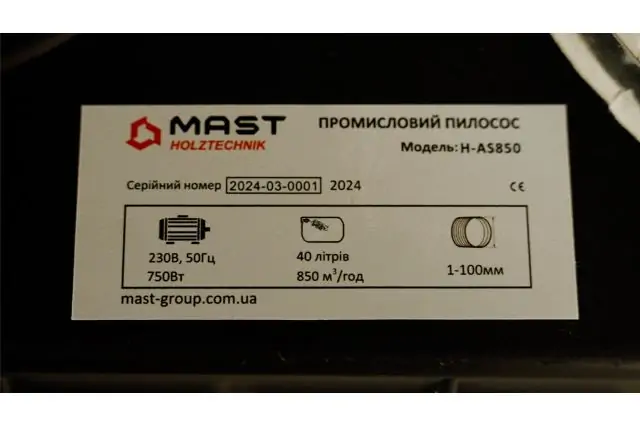 MAST
HOLZTECHNIK
ПРОМИСЛОВИЙ ПИЛОСОС
Модель: H-AS850
Серійний номер 2024-03-0001 2024
CE
230В, 50Гц
750Вт
40 літрів
850 м³/год
1-100мм
mast-group.com.ua